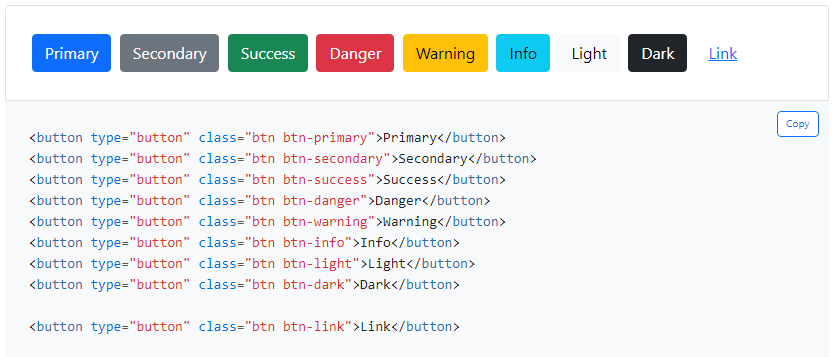 Primary Secondary Success Danger Warning Info Light Dark Link
Copy
<button type="button" class="btn btn-primary">Primary</button>
<button type="button" class="btn btn-secondary">Secondary</button>
<button type="button" class="btn btn-success">Success</button>
<button type="button" class="btn btn-danger">Danger</button>
<button type="button" class="btn btn-warning">Warning</button>
<button type="button" class="btn btn-info">Info</button>
<button type="button" class="btn btn-light">Light</button>
<button type="button" class="btn btn-dark">Dark</button>
<button type="button" class="btn btn-link">Link</button>